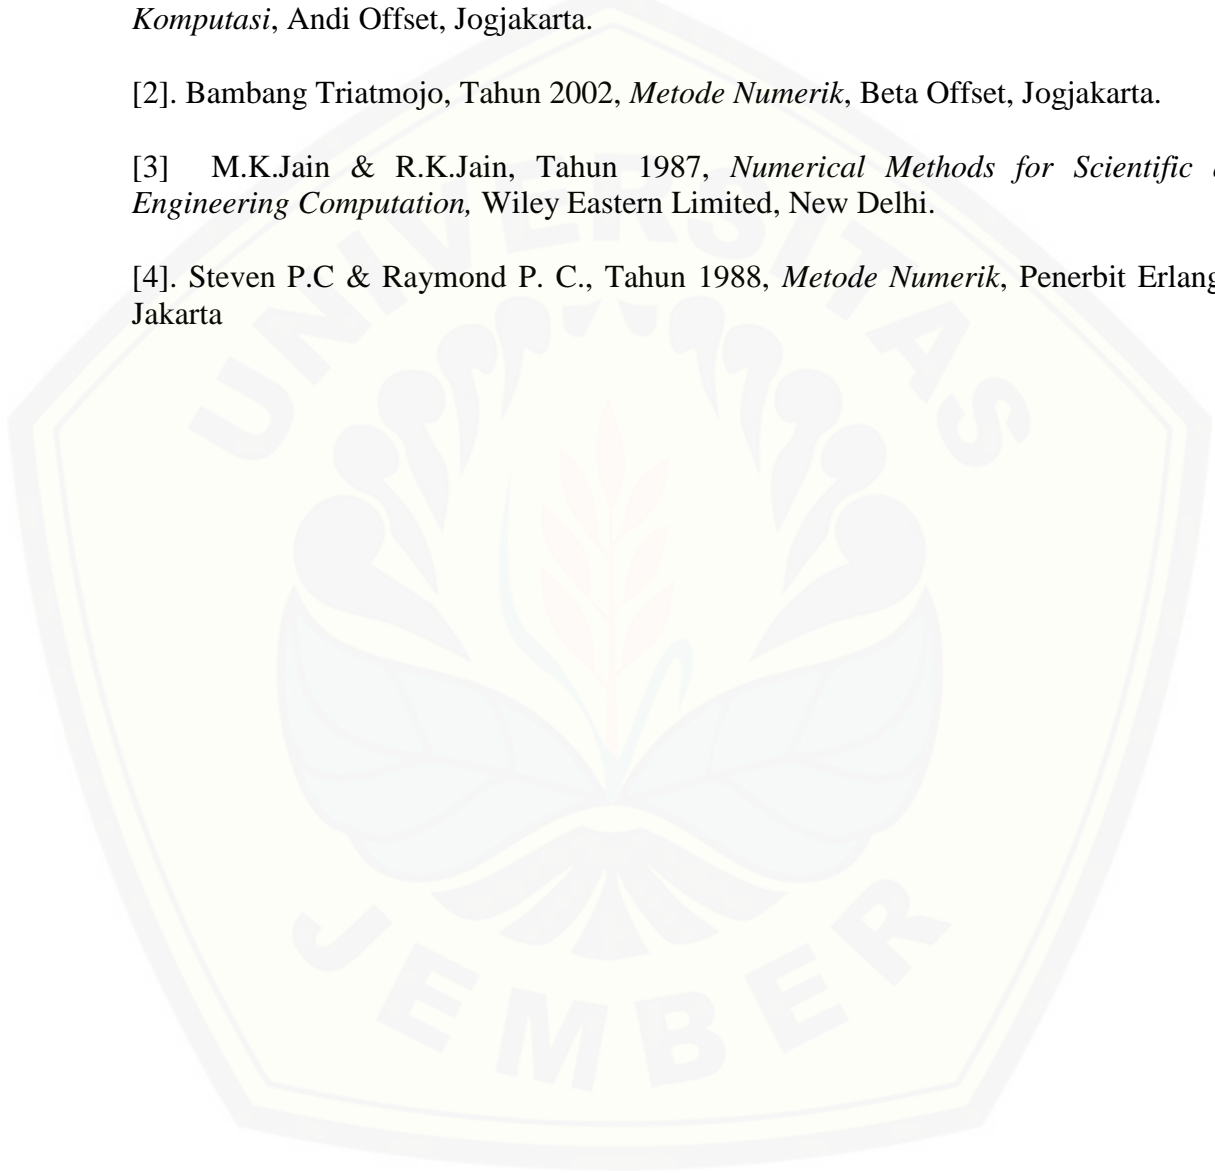 Komputasi, Andi Offset, Jogjakarta.
[2]. Bambang Triatmojo, Tahun 2002, Metode Numerik, Beta Offset, Jogjakarta.
[3] M.K.Jain & R.K.Jain, Tahun 1987, Numerical Methods for Scientific
Engineering Computation, Wiley Eastern Limited, New Delhi.
[4]. Steven P.C & Raymond P. C., Tahun 1988, Metode Numerik, Penerbit Erlang
Jakarta
UNIVERSITAS
JEMBER